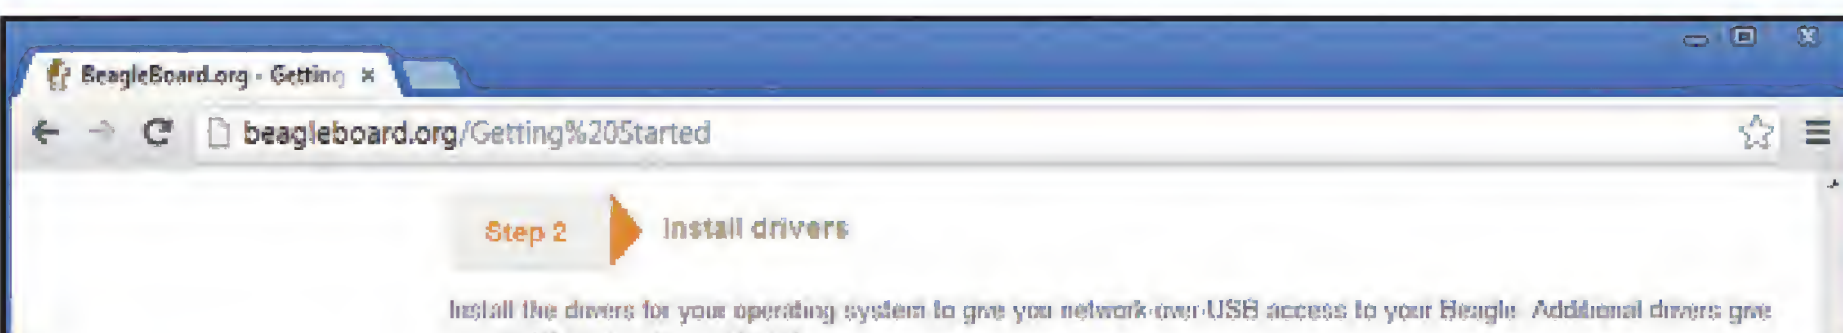 BeagleBoard.org - Getting
beagleboard.org/Getting%20Started
Step 2
Install drivers
Install the drivers for your operating system to give you network-over-USB access to your Beagle. Additional drivers give